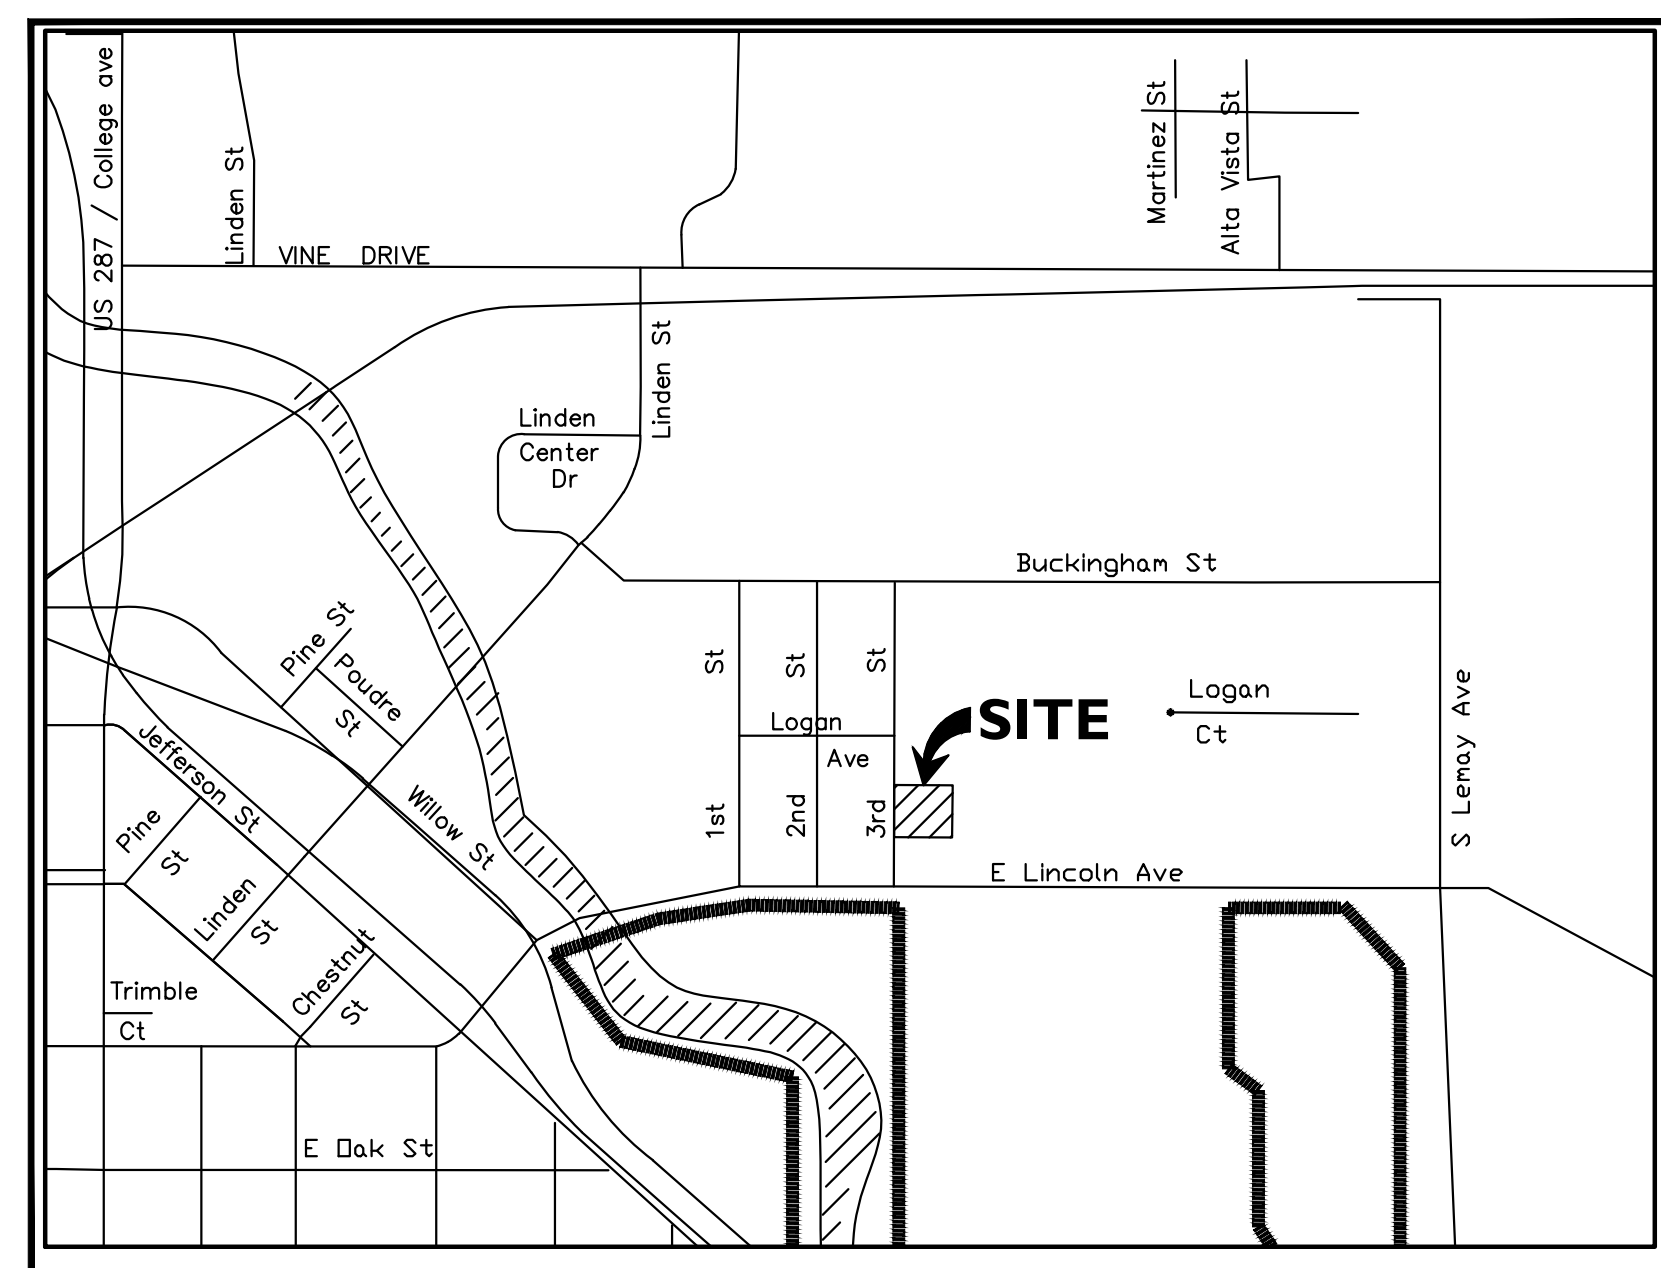 US 287 / College ave
Linden St
Martinez St
Alta Vista St
VINE DRIVE
Linden St
Linden
Center
Dr
Buckingham St
Pine St
Poudre
St
St
St
St
Logan
Ave
SITE
Logan
Ct
S Lemay Ave
Jefferson St
Willow St
1st
2nd
3rd
Pine
St
E Lincoln Ave
Linden
St
Chestnut
St
Trimble
Ct
E Oak St